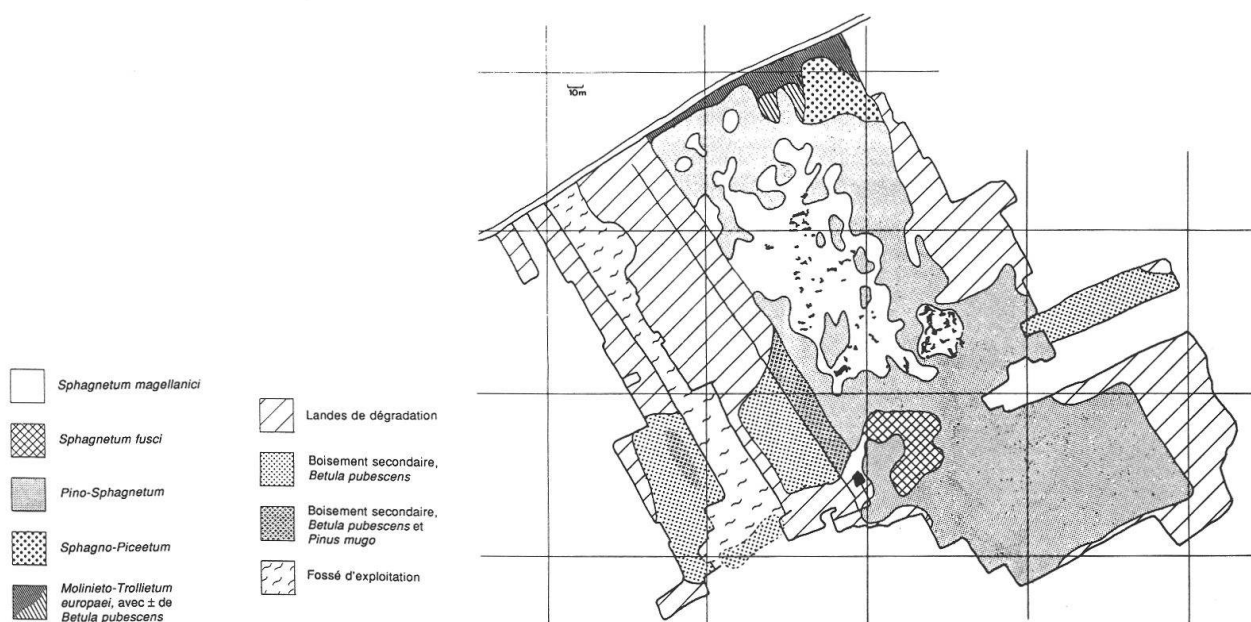 10m
Sphagnetum magellanici
Sphagnetum fusci
Pino-Sphagnetum
Sphagno-Piceetum
Molinieto-Trollietum
europaei, avec ± de
Betula pubescens
Landes de dégradation
Boisement secondaire,
Betula pubescens
Boisement secondaire,
Betula pubescens et
Pinus mugo
Fossé d'exploitation